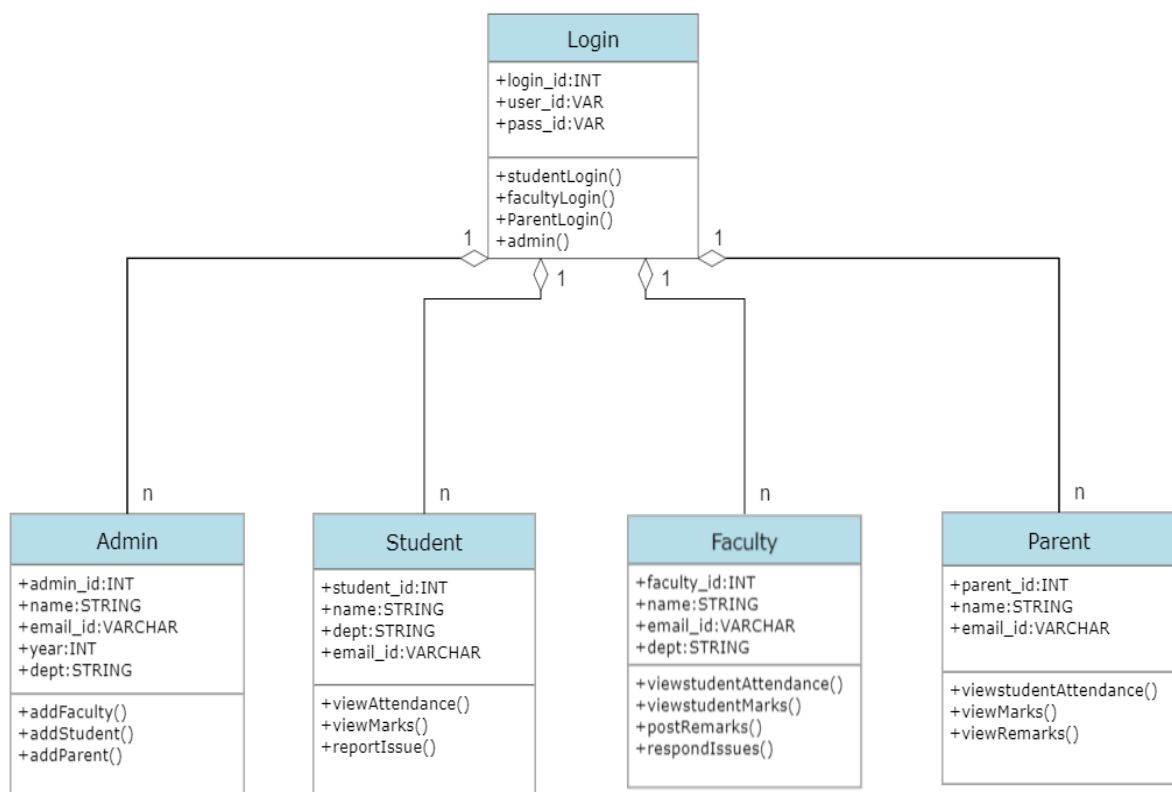 Login
+login_id:INT
+user_id:VAR
+pass_id:VAR
+studentLogin()
+facultyLogin()
+ParentLogin()
+admin()
1
1
1
1
n
n
n
n
Admin
+admin_id:INT
+name:STRING
+email_id:VARCHAR
+year:INT
+dept:STRING
+addFaculty()
+addStudent()
+addParent()
Student
+student_id:INT
+name:STRING
+dept:STRING
+email_id:VARCHAR
+viewAttendance()
+viewMarks()
+reportIssue()
Faculty
+faculty_id:INT
+name:STRING
+email_id:VARCHAR
+dept:STRING
+viewstudentAttendance()
+viewstudentMarks()
+postRemarks()
+respondIssues()
Parent
+parent_id:INT
+name:STRING
+email_id:VARCHAR
+viewstudentAttendance()
+viewMarks()
+viewRemarks()